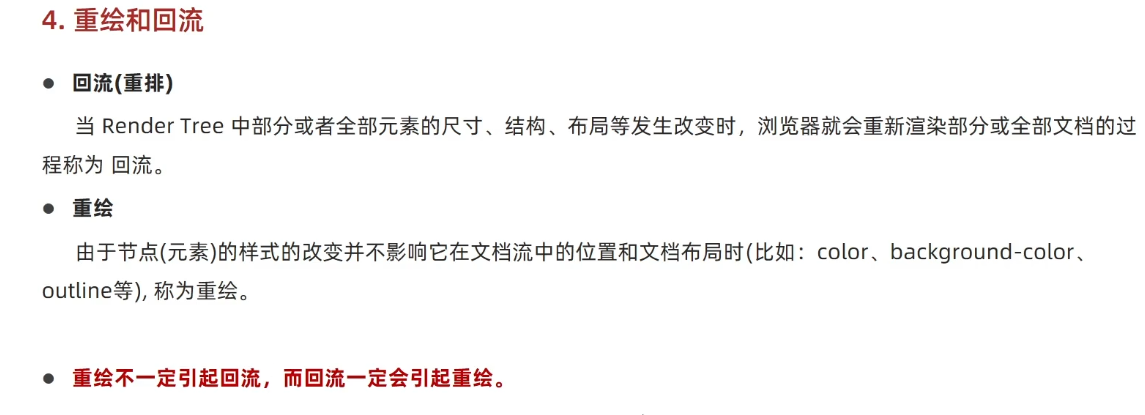 4. 重绘和回流
● 回流(重排)
当 Render Tree 中部分或者全部元素的尺寸、结构、布局等发生改变时，浏览器就会重新渲染部分或全部文档的过
程称为 回流。
● 重绘
由于节点(元素)的样式的改变并不影响它在文档流中的位置和文档布局时(比如：color、background-color、
outline等), 称为重绘。
● 重绘不一定引起回流，而回流一定会引起重绘。